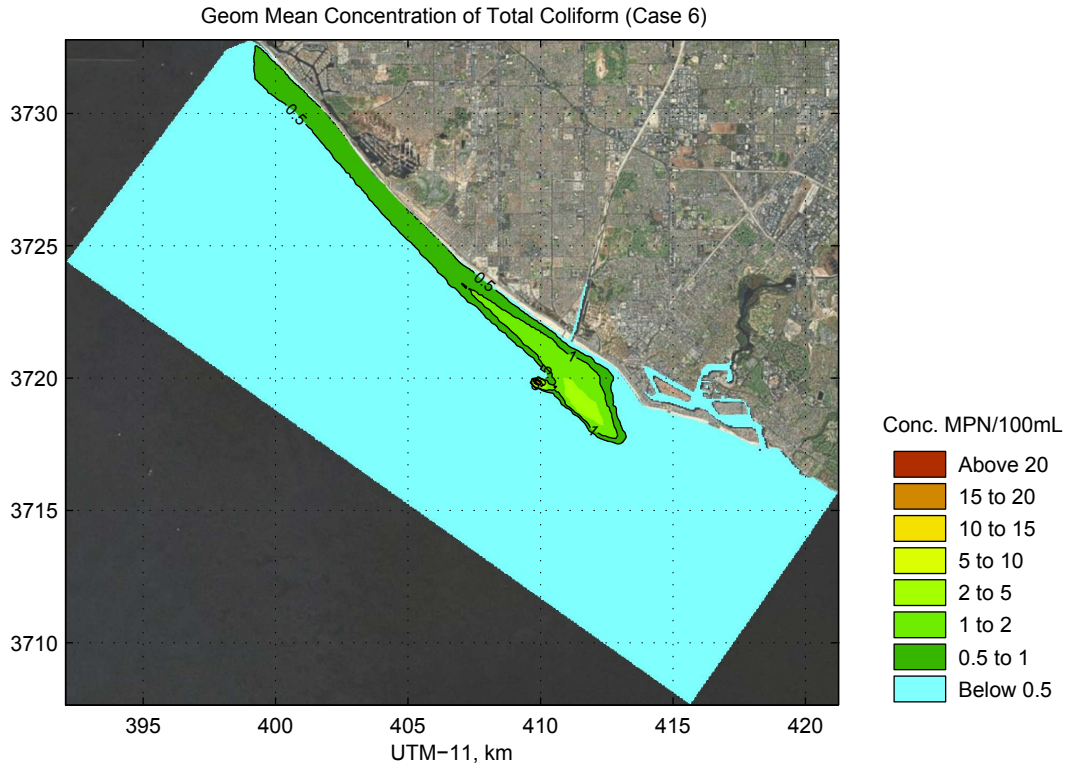 Geom Mean Concentration of Total Coliform (Case 6)
3730
3725
3720
3715
3710
395
400
405
410
415
420
UTM−11, km
0.5
0.5
1
1
Conc. MPN/100mL
Above 20
15 to 20
10 to 15
5 to 10
2 to 5
1 to 2
0.5 to 1
Below 0.5